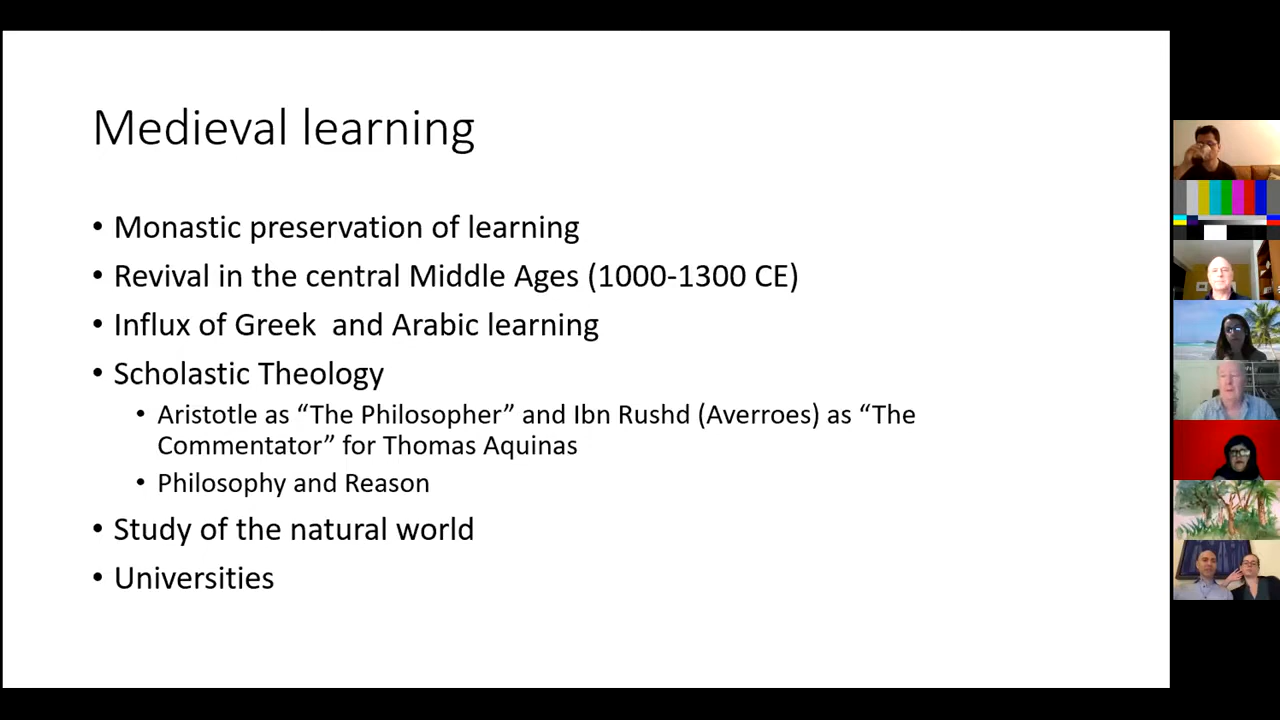 Medieval learning
• Monastic preservation of learning
• Revival in the central Middle Ages (1000-1300 CE)
• Influx of Greek  and Arabic learning
• Scholastic Theology
• Aristotle as “The Philosopher” and Ibn Rushd (Averroes) as “The
Commentator” for Thomas Aquinas
• Philosophy and Reason
• Study of the natural world
• Universities